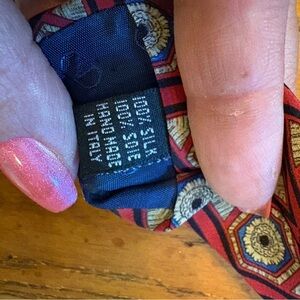 100% SILK
100% SOIE
HAND MADE
IN ITALY